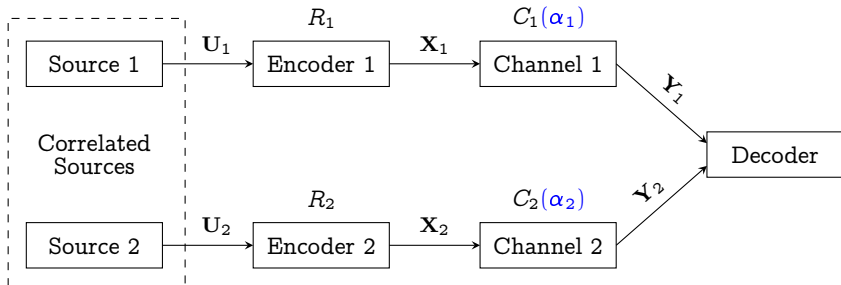 R₁
C₁(α₁)
Source 1
U₁
Encoder 1
X₁
Channel 1
Y₁
Correlated
Sources
Decoder
R₂
C₂(α₂)
Y₂
Source 2
U₂
Encoder 2
X₂
Channel 2